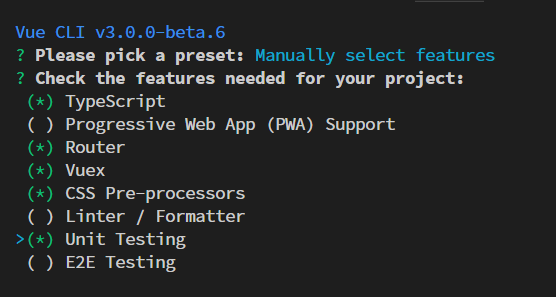 Vue CLI v3.0.0-beta.6
? Please pick a preset: Manually select features
? Check the features needed for your project:
(*) TypeScript
( ) Progressive Web App (PWA) Support
(*) Router
(*) Vuex
(*) CSS Pre-processors
( ) Linter / Formatter
>(*) Unit Testing
( ) E2E Testing